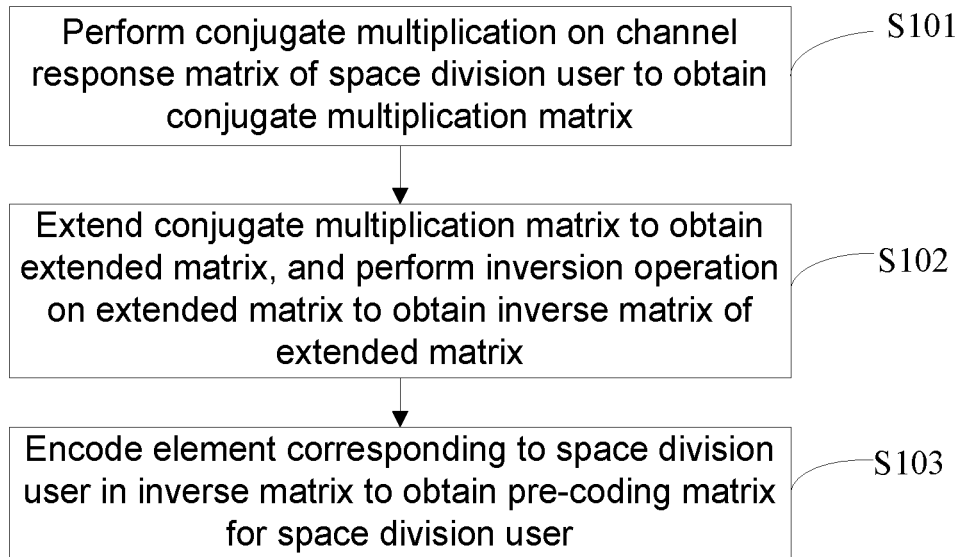 Perform conjugate multiplication on channel
response matrix of space division user to obtain
conjugate multiplication matrix
S101
Extend conjugate multiplication matrix to obtain
extended matrix, and perform inversion operation
on extended matrix to obtain inverse matrix of
extended matrix
S102
Encode element corresponding to space division
user in inverse matrix to obtain pre-coding matrix
for space division user
S103